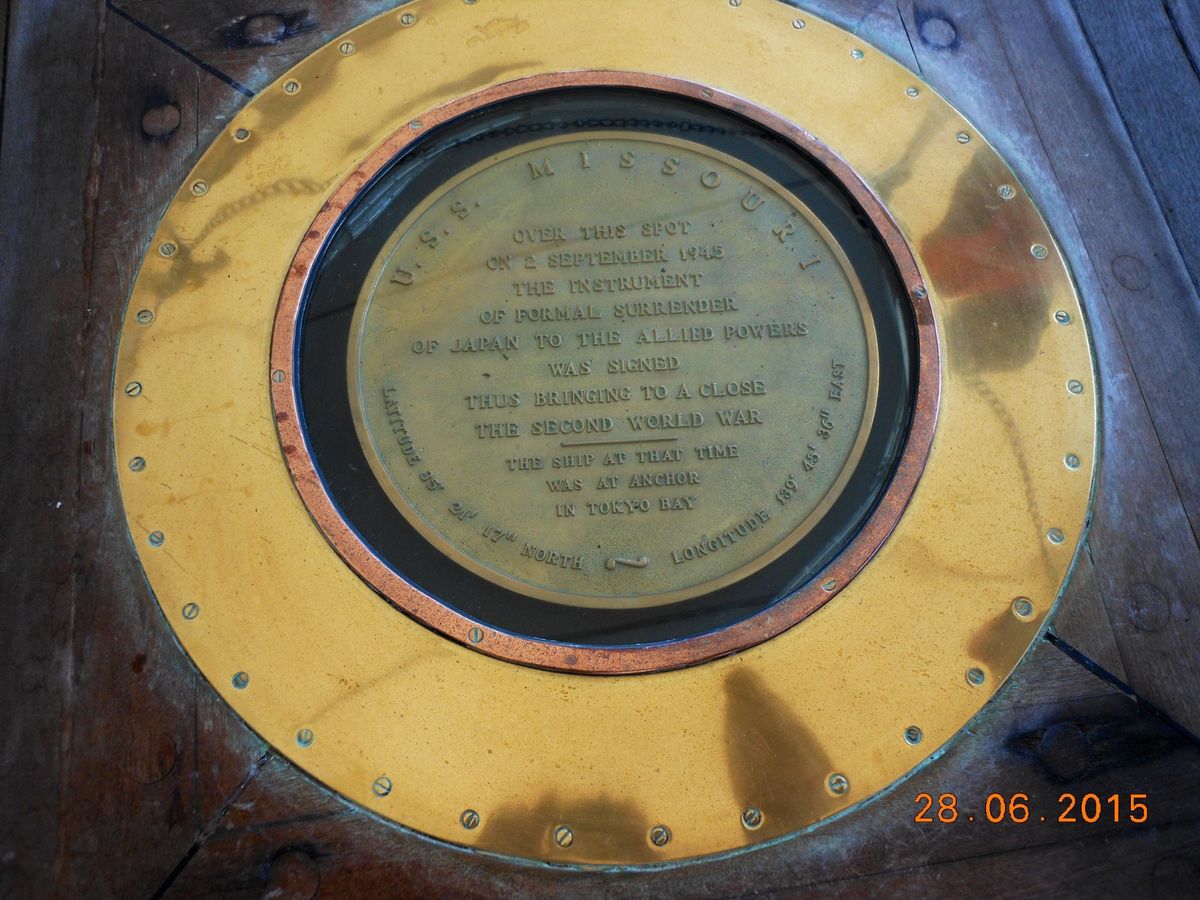 U.S.S. MISSOURI
OVER THIS SPOT
ON 2 SEPTEMBER 1945
THE INSTRUMENT
OF FORMAL SURRENDER
OF JAPAN TO THE ALLIED POWERS
WAS SIGNED
THUS BRINGING TO A CLOSE
THE SECOND WORLD WAR
THE SHIP AT THAT TIME
WAS AT ANCHOR
IN TOKYO BAY
LATITUDE 35° 21' 17" NORTH ~ LONGITUDE 139° 45' 36" EAST
28.06.2015